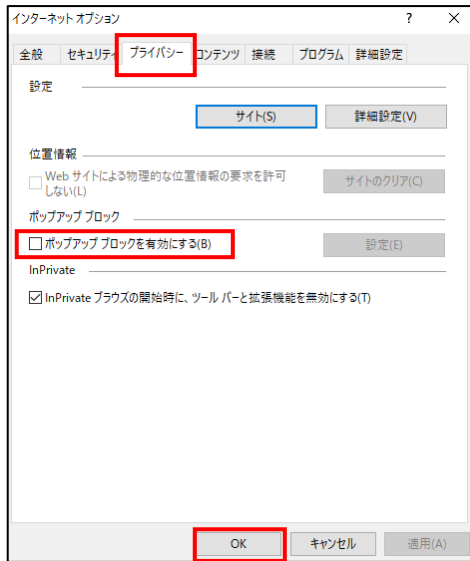 インターネット オプション ? ×
全般 セキュリティ プライバシー コンテンツ 接続 プログラム 詳細設定
設定
サイト(S) 詳細設定(V)
位置情報
Web サイトによる物理的な位置情報の要求を許可
しない(L)
サイトのクリア(C)
ポップアップ ブロック
ポップアップ ブロックを有効にする(B) 設定(E)
InPrivate
InPrivate ブラウズの開始時に、ツール バーと拡張機能を無効にする(T)
OK キャンセル 適用(A)